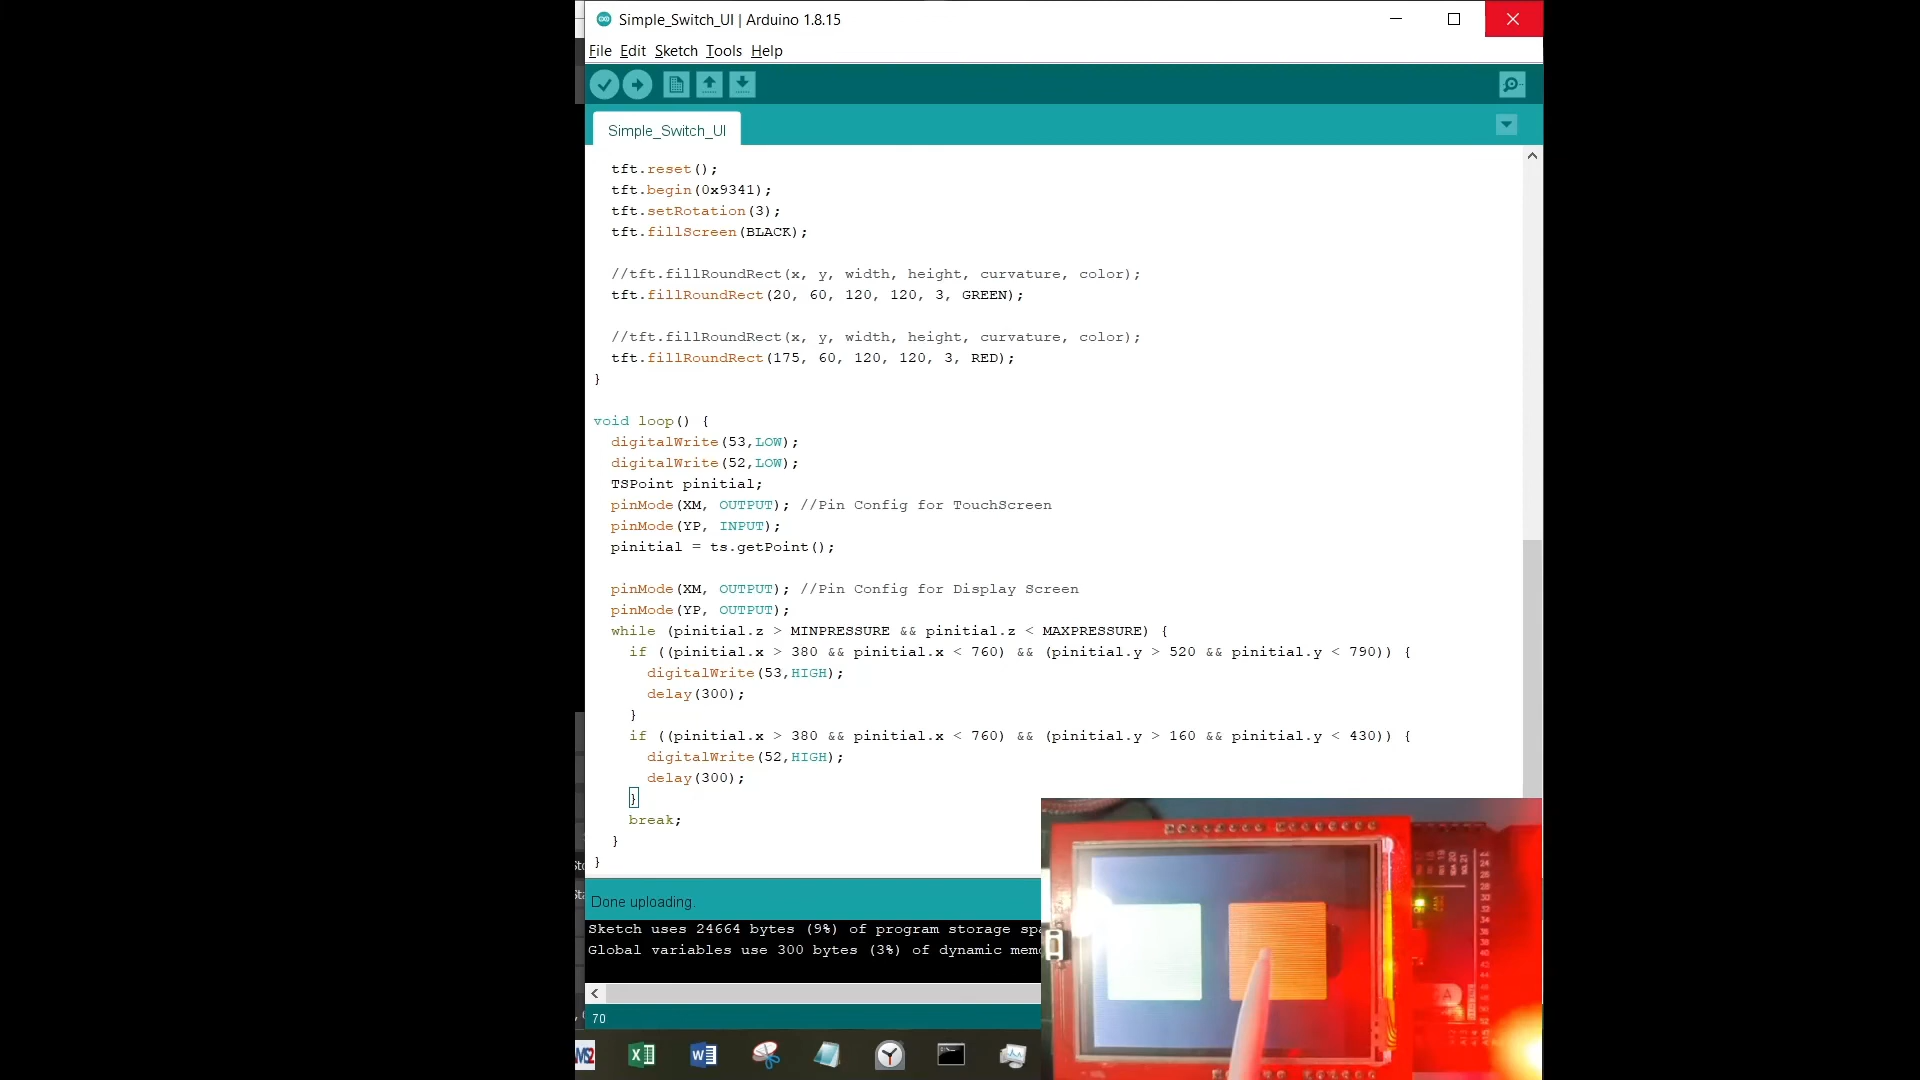 Simple_Switch_UI | Arduino 1.8.15
File Edit Sketch Tools Help
Simple_Switch_UI
tft.reset();
tft.begin(0x9341);
tft.setRotation(3);
tft.fillScreen(BLACK);
//tft.fillRoundRect(x, y, width, height, curvature, color);
tft.fillRoundRect(20, 60, 120, 120, 3, GREEN);
//tft.fillRoundRect(x, y, width, height, curvature, color);
tft.fillRoundRect(175, 60, 120, 120, 3, RED);
}
void loop() {
digitalWrite(53,LOW);
digitalWrite(52,LOW);
TSPoint pinitial;
pinMode(XM, OUTPUT); //Pin Config for TouchScreen
pinMode(YP, INPUT);
pinitial = ts.getPoint();
pinMode(XM, OUTPUT); //Pin Config for Display Screen
pinMode(YP, OUTPUT);
while (pinitial.z > MINPRESSURE && pinitial.z < MAXPRESSURE) {
if ((pinitial.x > 380 && pinitial.x < 760) && (pinitial.y > 520 && pinitial.y < 790)) {
digitalWrite(53,HIGH);
delay(300);
}
if ((pinitial.x > 380 && pinitial.x < 760) && (pinitial.y > 160 && pinitial.y < 430)) {
digitalWrite(52,HIGH);
delay(300);
}
break;
}
}
Done uploading.
Sketch uses 24664 bytes (9%) of program storage spa
Global variables use 300 bytes (3%) of dynamic mem
70